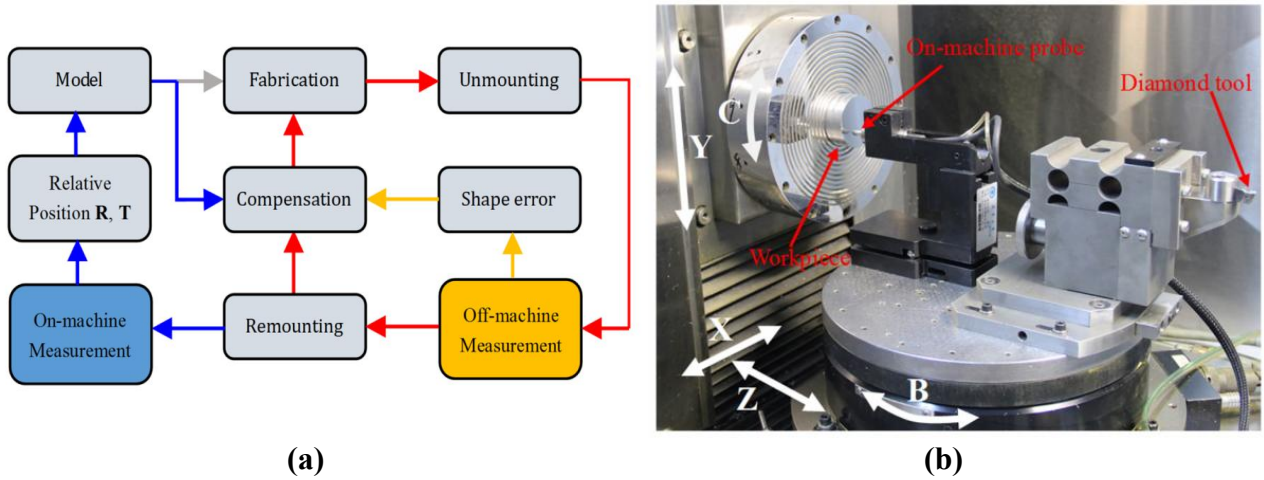 Model
Fabrication
Unmounting
Relative
Position R, T
Compensation
Shape error
On-machine
Measurement
Remounting
Off-machine
Measurement
(a)
On-machine probe
Diamond tool
C
Y
Workpiece
X
Z
B
(b)